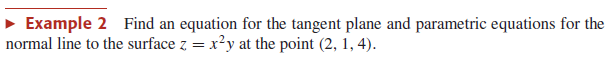 ► Example 2 Find an equation for the tangent plane and parametric equations for the
normal line to the surface z = x²y at the point (2, 1, 4).